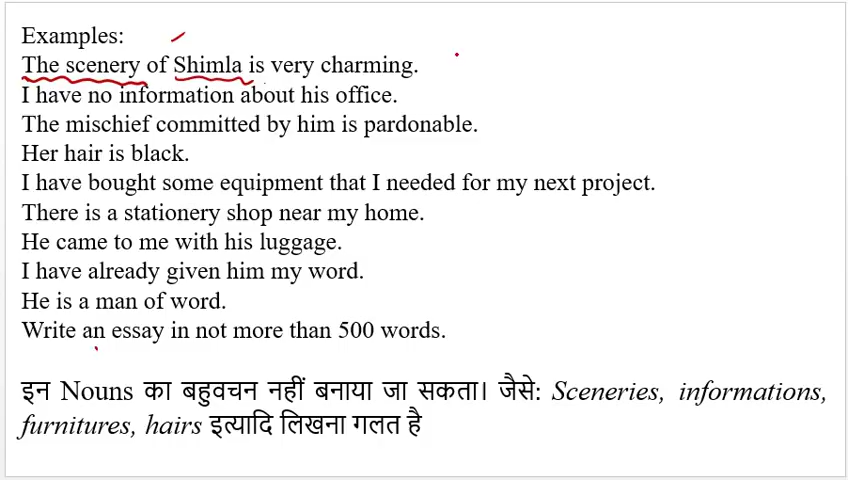 Examples:
The scenery of Shimla is very charming.
I have no information about his office.
The mischief committed by him is pardonable.
Her hair is black.
I have bought some equipment that I needed for my next project.
There is a stationery shop near my home.
He came to me with his luggage.
I have already given him my word.
He is a man of word.
Write an essay in not more than 500 words.
इन Nouns का बहुवचन नहीं बनाया जा सकता। जैसे: Sceneries, informations,
furnitures, hairs इत्यादि लिखना गलत है